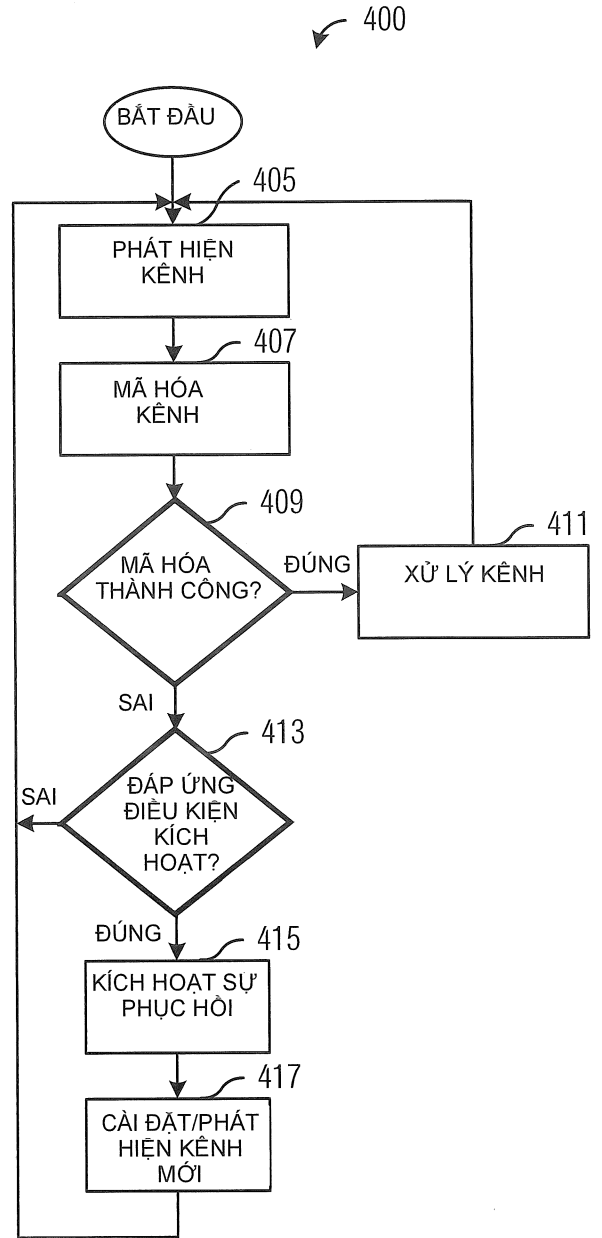 400
BẮT ĐẦU
405
PHÁT HIỆN
KÊNH
407
MÃ HÓA
KÊNH
409
MÃ HÓA
THÀNH CÔNG?
ĐÚNG
411
XỬ LÝ KÊNH
SAI
413
ĐÁP ỨNG
ĐIỀU KIỆN
KÍCH
HOẠT?
SAI
ĐÚNG
415
KÍCH HOẠT SỰ
PHỤC HỒI
417
CÀI ĐẶT/PHÁT
HIỆN KÊNH
MỚI